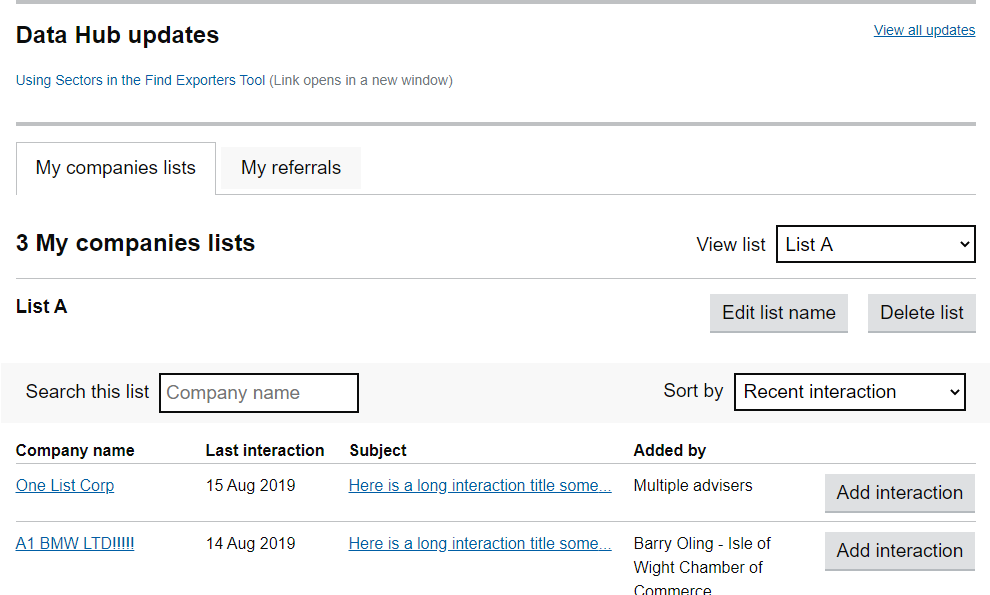 Data Hub updates
View all updates
Using Sectors in the Find Exporters Tool (Link opens in a new window)
My companies lists
My referrals
3 My companies lists
View list
List A
List A
Edit list name
Delete list
Search this list
Company name
Sort by
Recent interaction
Company name Last interaction Subject Added by
One List Corp 15 Aug 2019 Here is a long interaction title some... Multiple advisers
Add interaction
A1 BMW LTD!!!!! 14 Aug 2019 Here is a long interaction title some... Barry Oling - Isle of
Wight Chamber of
Commerce
Add interaction